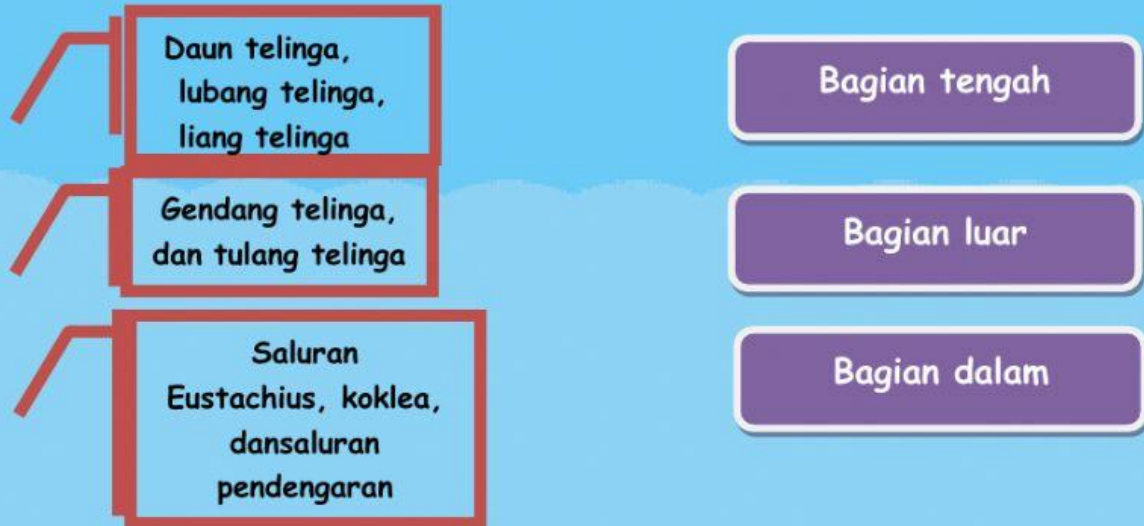 Daun telinga,
lubang telinga,
liang telinga
Bagian tengah
Gendang telinga,
dan tulang telinga
Bagian luar
Saluran
Eustachius, koklea,
dansaluran
pendengaran
Bagian dalam